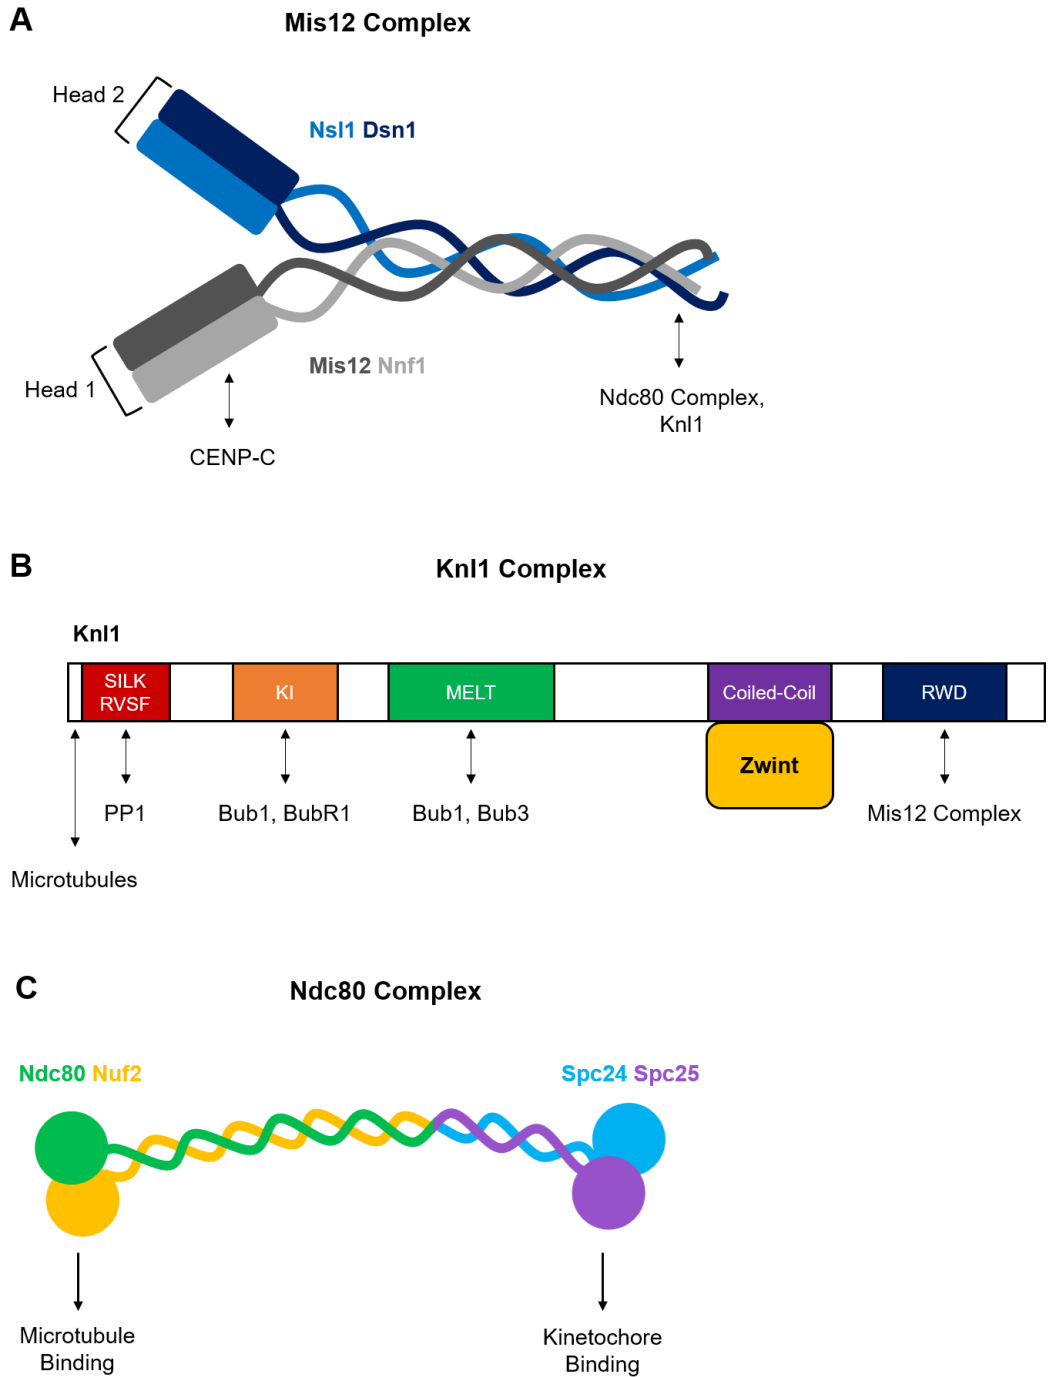 A
Mis12 Complex
Head 2
Nsl1 Dsn1
Mis12 Nnf1
Head 1
Ndc80 Complex,
Knl1
CENP-C
B
Knl1 Complex
Knl1
SILK
RVSF
KI
MELT
Coiled-Coil
RWD
Zwint
PP1
Bub1, BubR1
Bub1, Bub3
Mis12 Complex
Microtubules
C
Ndc80 Complex
Ndc80 Nuf2
Spc24 Spc25
Microtubule
Binding
Kinetochore
Binding